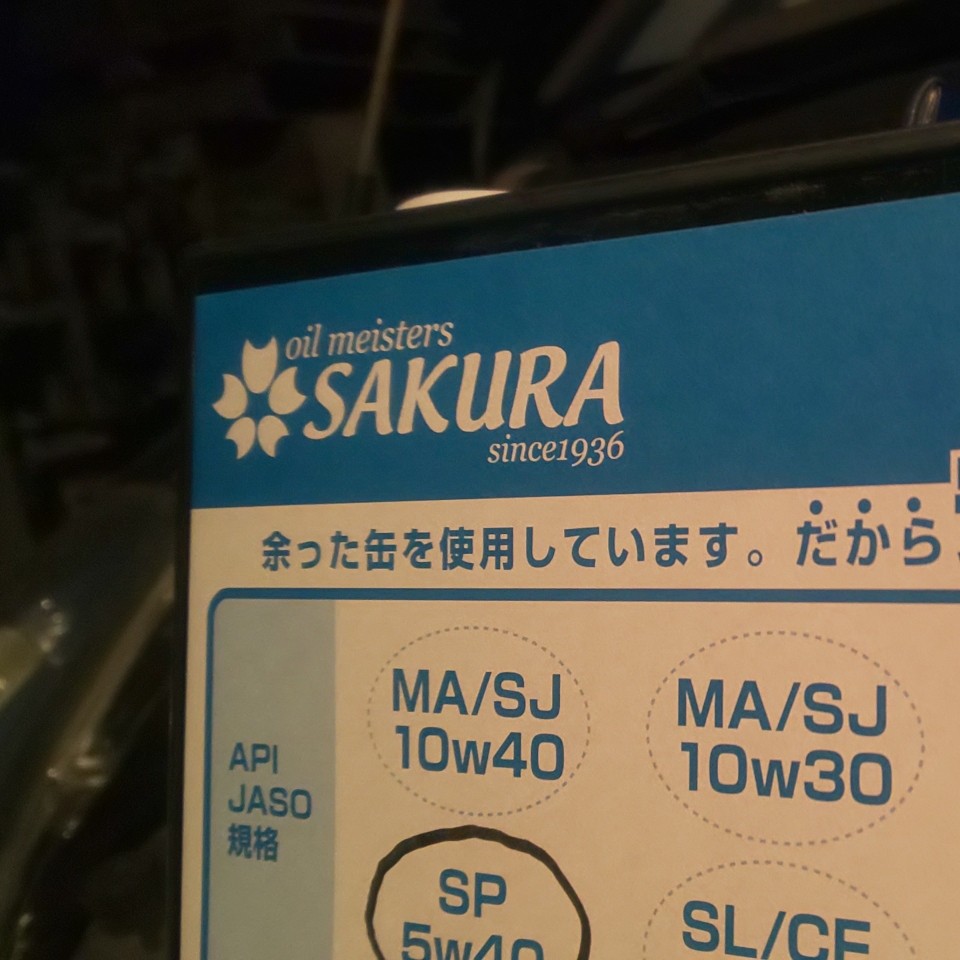 oil meisters
SAKURA
since1936
余った缶を使用しています。だから
API
JASO
規格
MA/SJ
10w40
MA/SJ
10w30
SP
5w40
SL/CF